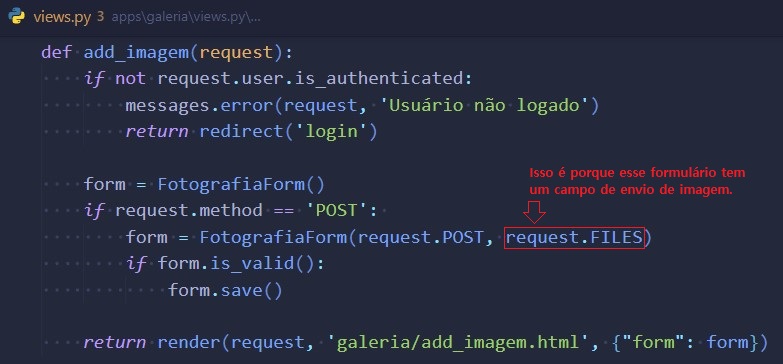 views.py 3 apps\galeria\views.py\...
def add_imagem(request):
if not request.user.is_authenticated:
messages.error(request, 'Usuário não logado')
return redirect('login')
Isso é porque esse formulário tem
um campo de envio de imagem.
form = FotografiaForm()
if request.method == 'POST':
form = FotografiaForm(request.POST, request.FILES)
if form.is_valid():
form.save()
return render(request, 'galeria/add_imagem.html', {"form": form})